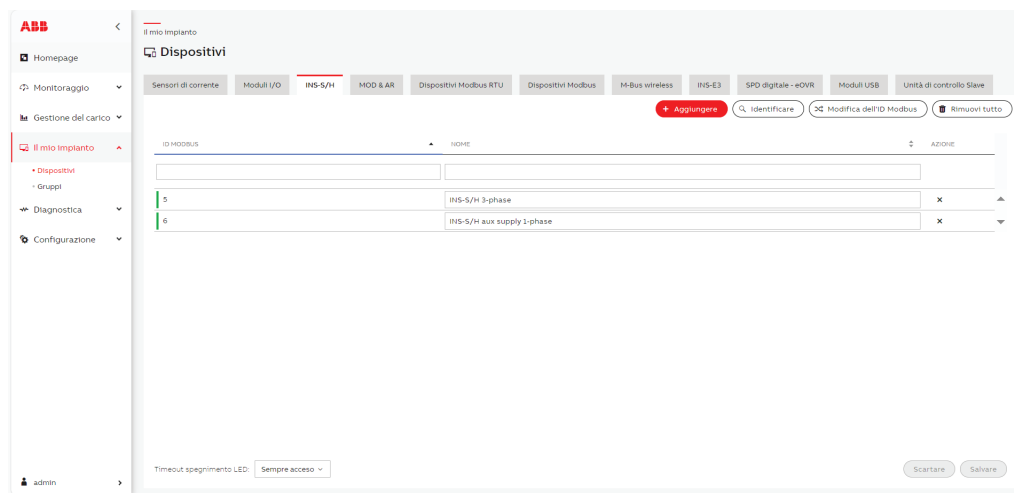 ABB
Homepage
Monitoraggio
Gestione del carico
Il mio impianto
Dispositivi
Gruppi
Diagnostica
Configurazione
admin
Il mio impianto
Dispositivi
Sensori di corrente Moduli I/O INS-S/H MOD & AR Dispositivi Modbus RTU Dispositivi Modbus M-Bus wireless INS-E3 SPD digitale - eOVR Moduli USB Unità di controllo Slave
+ Aggiungere Identificare Modifica dell'ID Modbus Rimuovi tutto
ID MODBUS NOME AZIONE
5 INS-S/H 3-phase
6 INS-S/H aux supply 1-phase
Timeout spegnimento LED: Sempre acceso Scartare Salvare